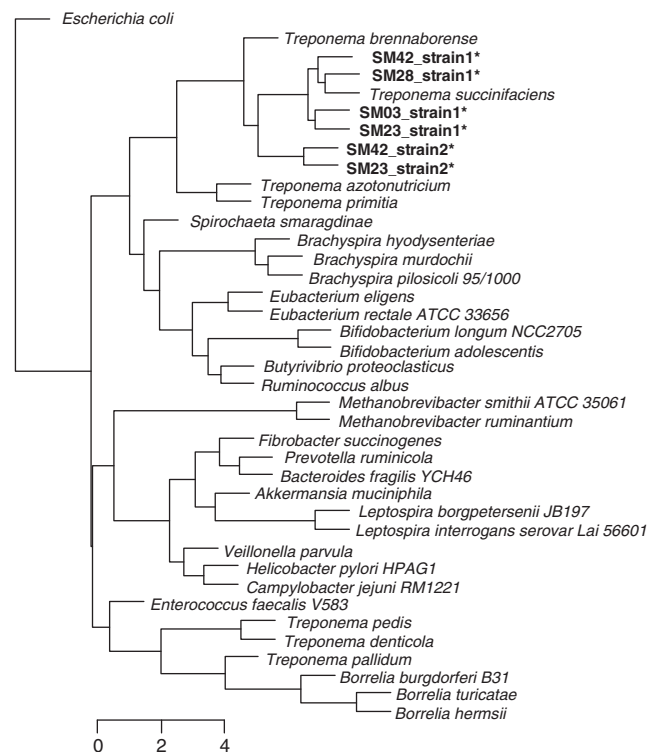 Escherichia coli
Treponema brennaborense
SM42_strain1*
SM28_strain1*
Treponema succinifaciens
SM03_strain1*
SM23_strain1*
SM42_strain2*
SM23_strain2*
Treponema azotonutricium
Treponema primitia
Spirochaeta smaragdinae
Brachyspira hyodysenteriae
Brachyspira murdochii
Brachyspira pilosicoli 95/1000
Eubacterium eligens
Eubacterium rectale ATCC 33656
Bifidobacterium longum NCC2705
Bifidobacterium adolescentis
Butyrivibrio proteoclasticus
Ruminococcus albus
Methanobrevibacter smithii ATCC 35061
Methanobrevibacter ruminantium
Fibrobacter succinogenes
Prevotella ruminicola
Bacteroides fragilis YCH46
Akkermansia muciniphila
Leptospira borgpetersenii JB197
Leptospira interrogans serovar Lai 56601
Veillonella parvula
Helicobacter pylori HPAG1
Campylobacter jejuni RM1221
Enterococcus faecalis V583
Treponema pedis
Treponema denticola
Treponema pallidum
Borrelia burgdorferi B31
Borrelia turicatae
Borrelia hermsii
0 2 4